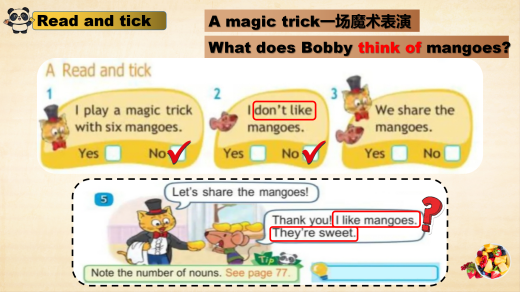 Read and tick
A magic trick一场魔术表演
What does Bobby think of mangoes?
A Read and tick
1
I play a magic trick
with six mangoes.
Yes No
2
I don't like
mangoes.
Yes No
3
We share the
mangoes.
Yes No
5
Let's share the mangoes!
Thank you! I like mangoes.
They're sweet.
?
Tip
Note the number of nouns. See page 77.